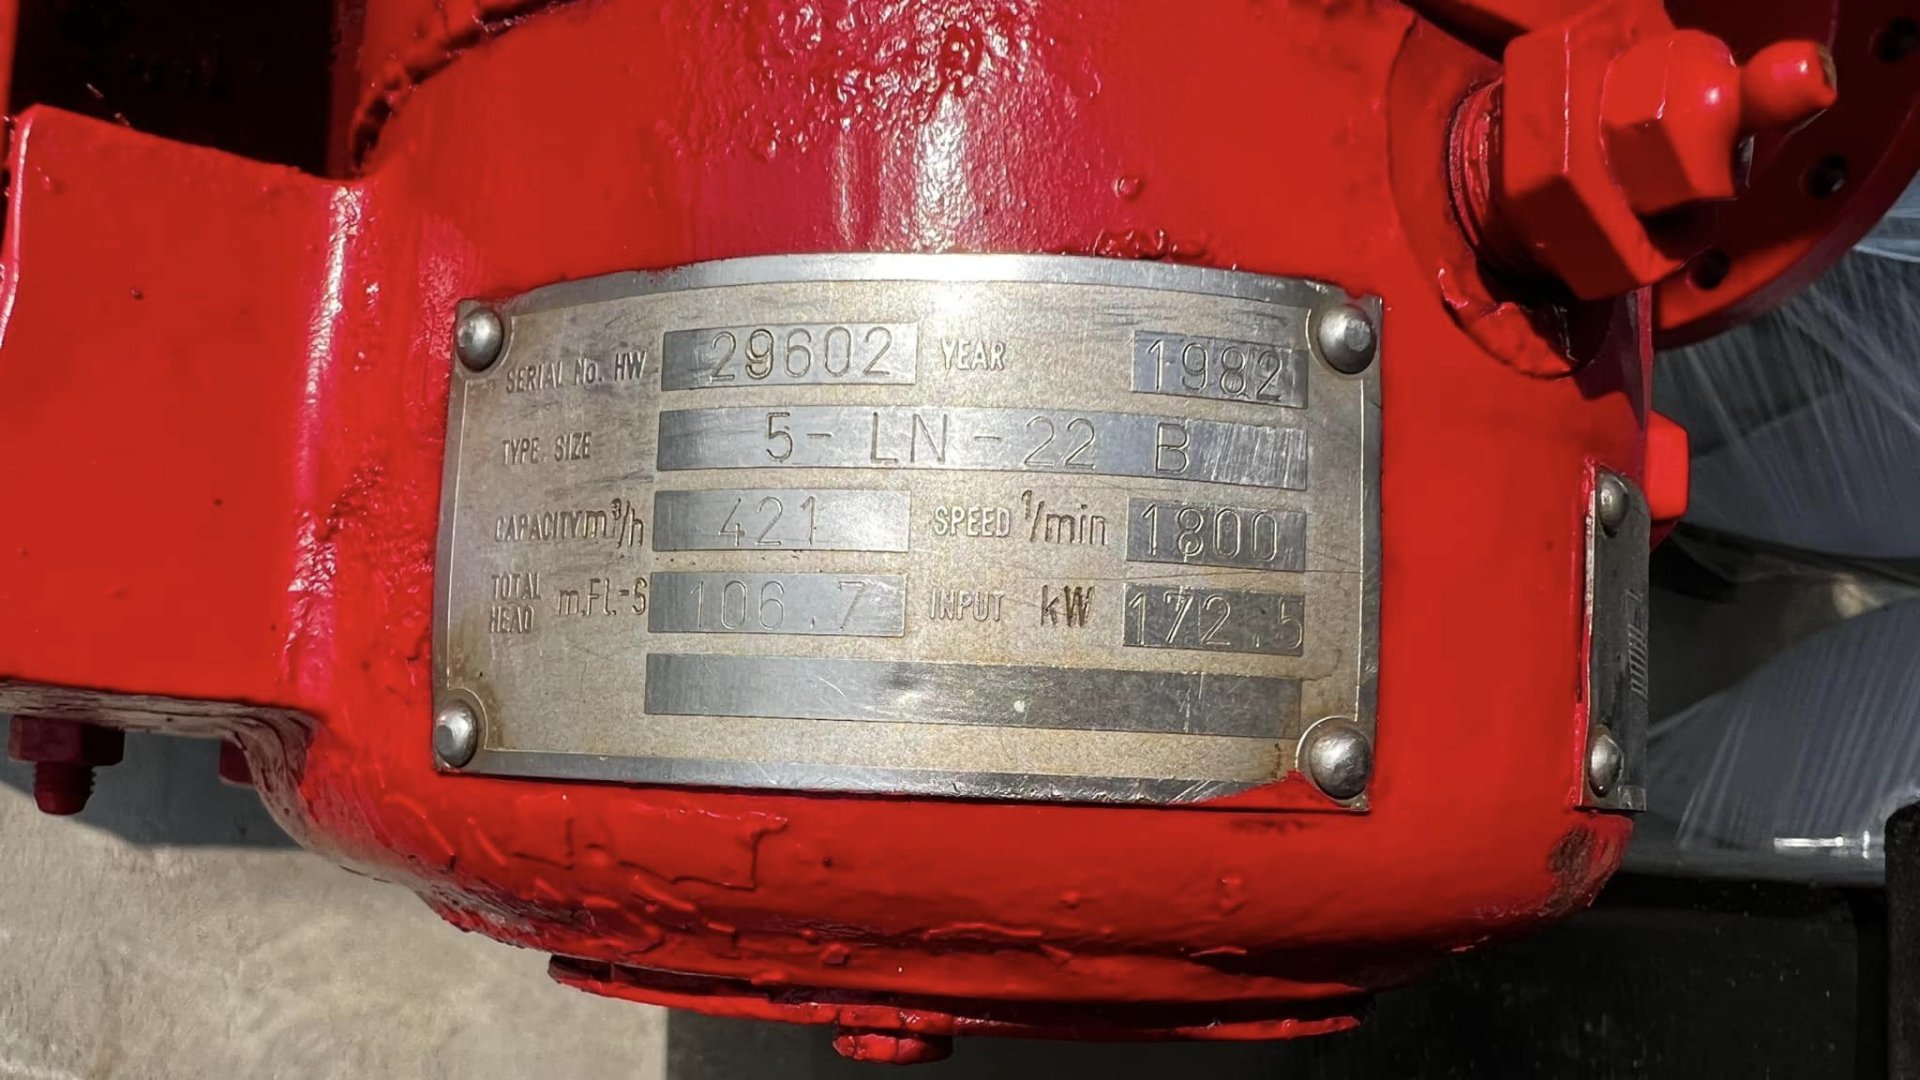 SERIAL No. HW 29602 YEAR 1982
TYPE SIZE 5-LN-22 B
CAPACITY m³/h 421 SPEED 1/min 1800
TOTAL HEAD m.Fl.-S 106.7 INPUT kW 172.5